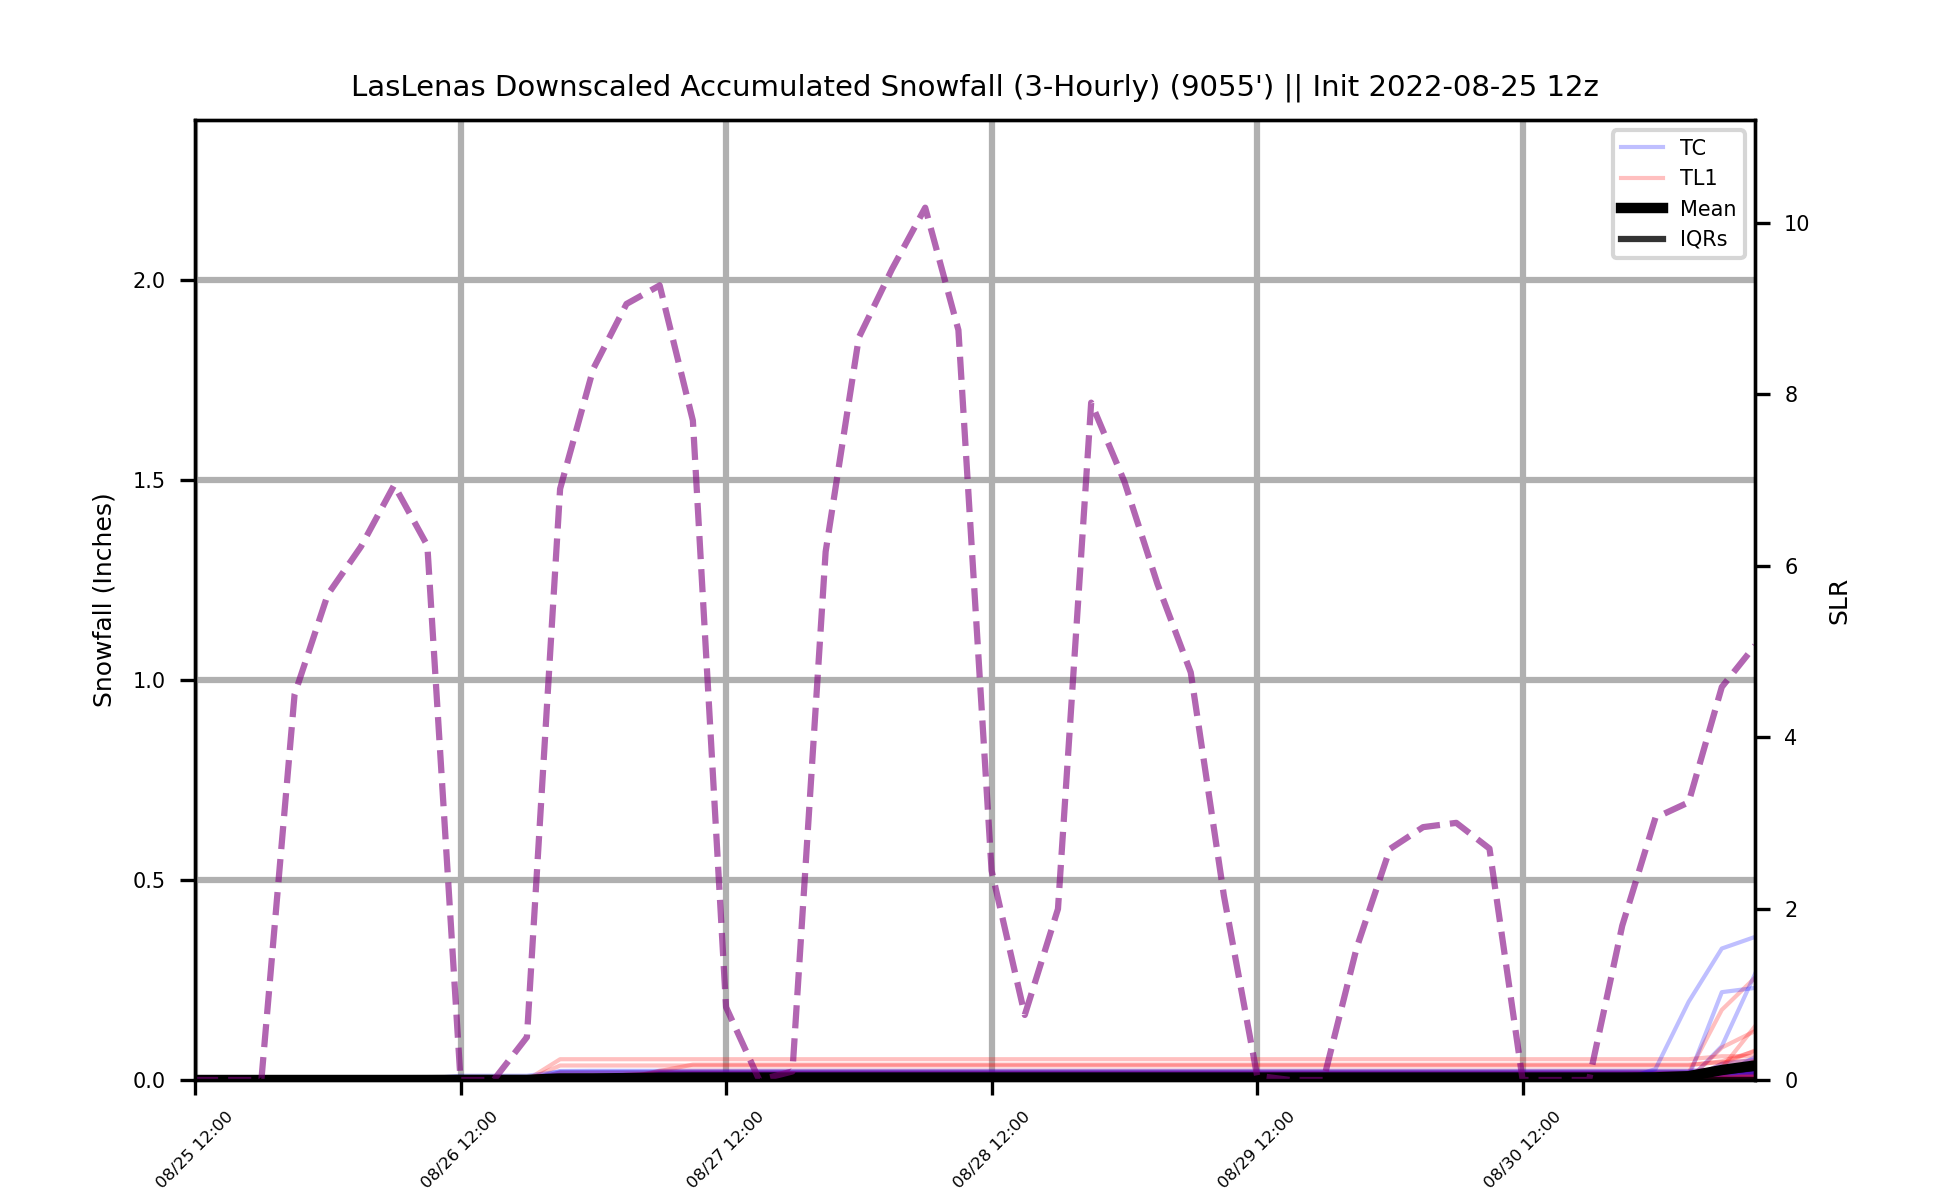 LasLenas Downscaled Accumulated Snowfall (3-Hourly) (9055') || Init 2022-08-25 12z
TC
TL1
Mean
IQRs
Snowfall (Inches)
2.0
1.5
1.0
0.5
0.0
10
8
6
4
2
0
SLR
08/25 12:00
08/26 12:00
08/27 12:00
08/28 12:00
08/29 12:00
08/30 12:00